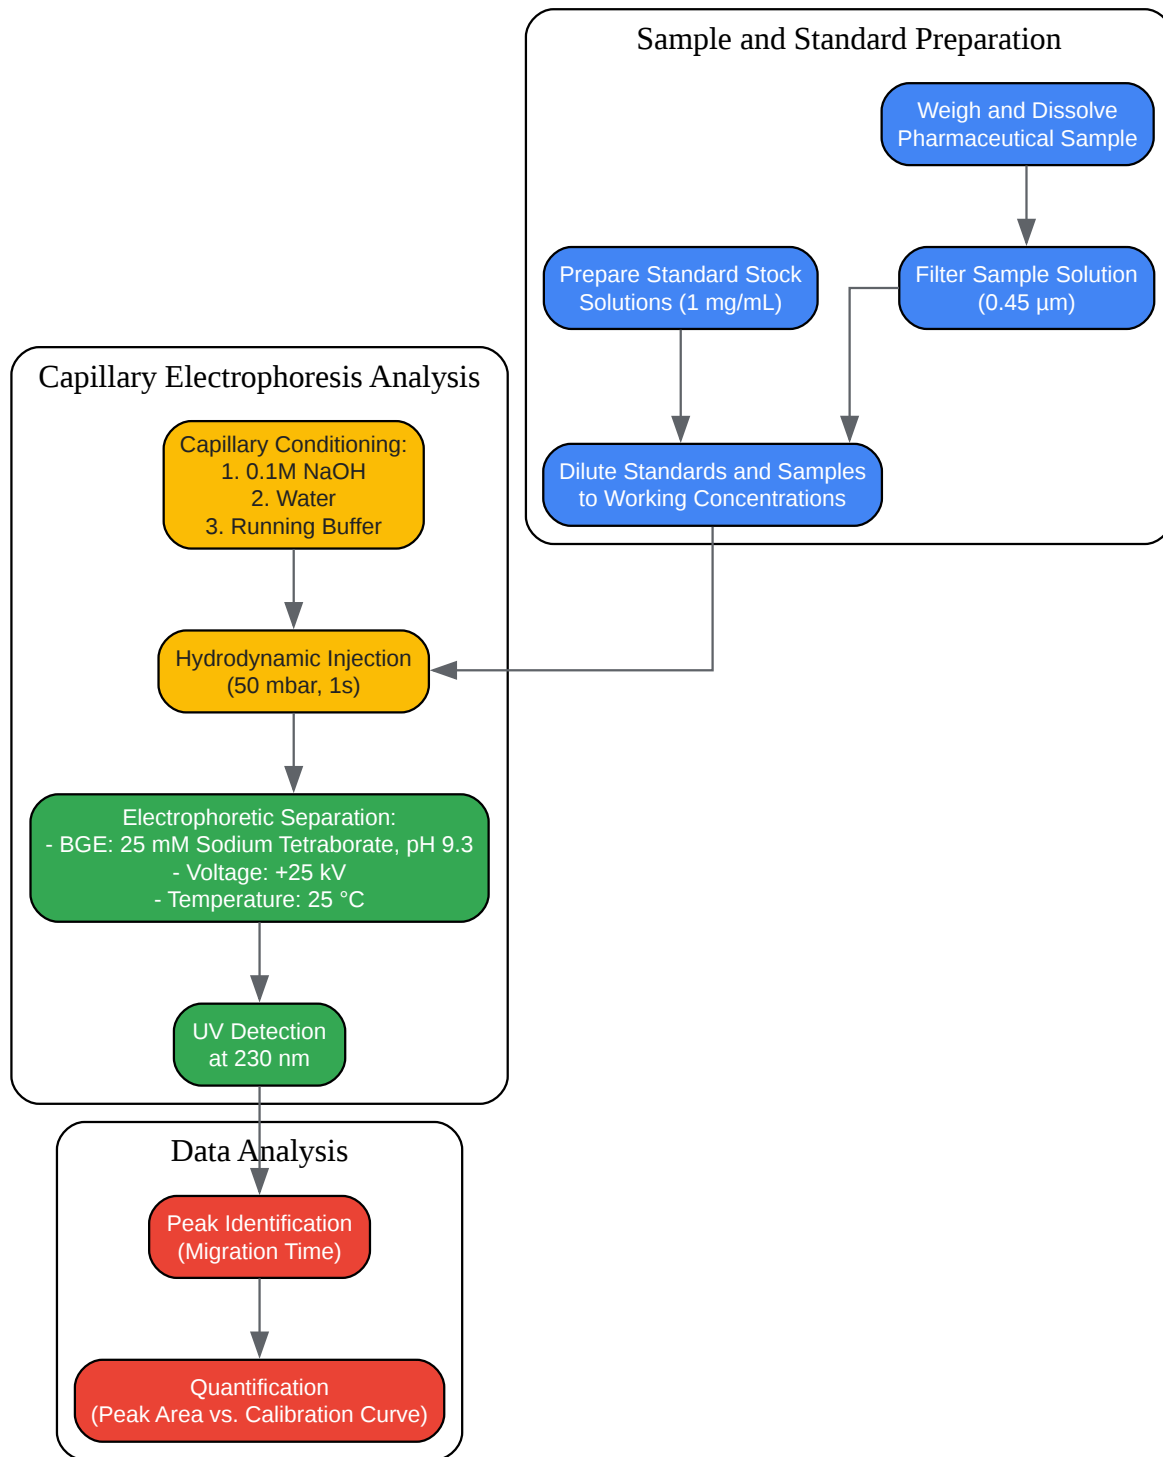 Sample and Standard Preparation
Weigh and Dissolve
Pharmaceutical Sample
Prepare Standard Stock
Solutions (1 mg/mL)
Filter Sample Solution
(0.45 µm)
Dilute Standards and Samples
to Working Concentrations
Capillary Electrophoresis Analysis
Capillary Conditioning:
1. 0.1M NaOH
2. Water
3. Running Buffer
Hydrodynamic Injection
(50 mbar, 1s)
Electrophoretic Separation:
- BGE: 25 mM Sodium Tetraborate, pH 9.3
- Voltage: +25 kV
- Temperature: 25 °C
UV Detection
at 230 nm
Data Analysis
Peak Identification
(Migration Time)
Quantification
(Peak Area vs. Calibration Curve)